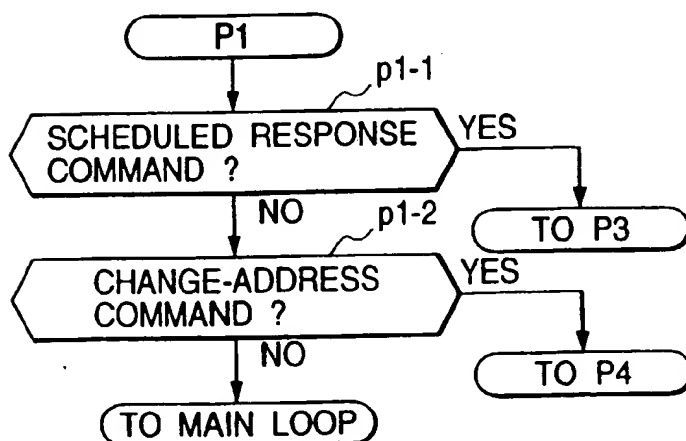 P1
p1-1
SCHEDULED RESPONSE
COMMAND ?
YES
NO
TO P3
p1-2
CHANGE-ADDRESS
COMMAND ?
YES
NO
TO P4
TO MAIN LOOP